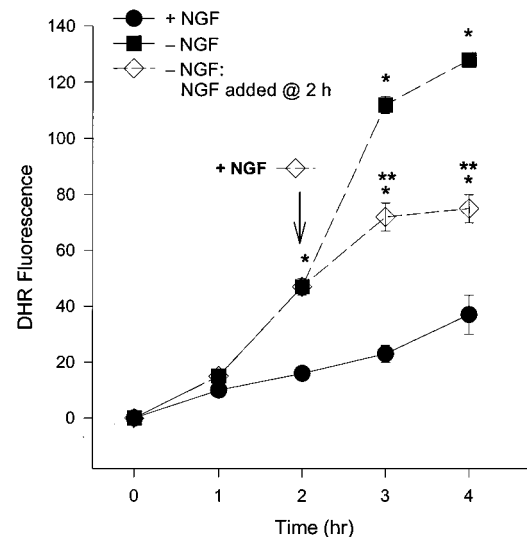 + NGF
– NGF
– NGF:
NGF added @ 2 h
140
120
100
80
60
40
20
0
DHR Fluorescence
+ NGF
*
*
*
**
*
**
*
0
1
2
3
4
Time (hr)